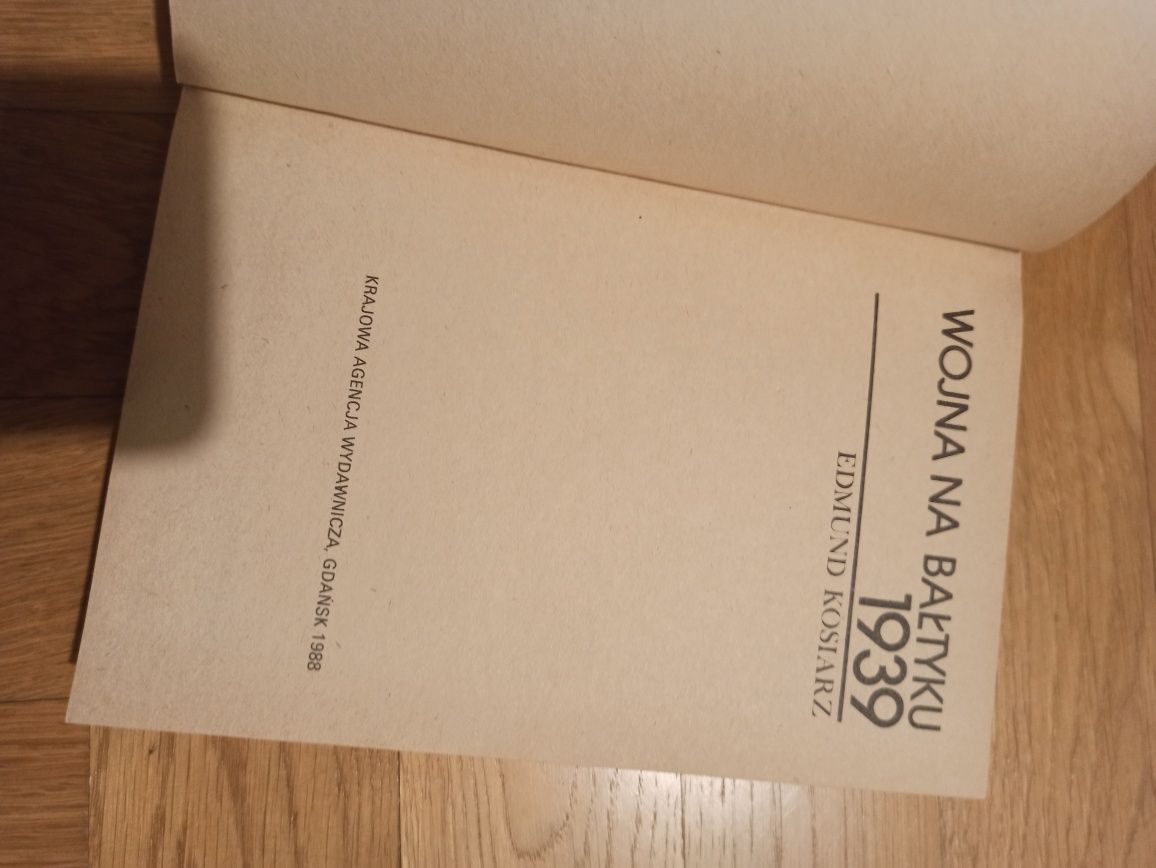 WOJNA NA BAŁTYKU
1939
EDMUND KOSIARZ
KRAJOWA AGENCJA WYDAWNICZA, GDAŃSK 1988